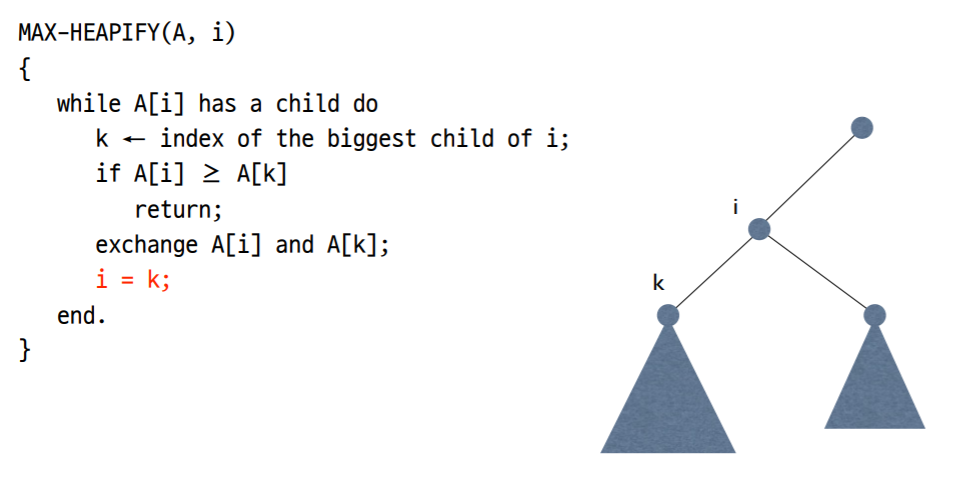 MAX-HEAPIFY(A, i)
{
while A[i] has a child do
k ← index of the biggest child of i;
if A[i] ≥ A[k]
return;
exchange A[i] and A[k];
i = k;
end.
}
i
k